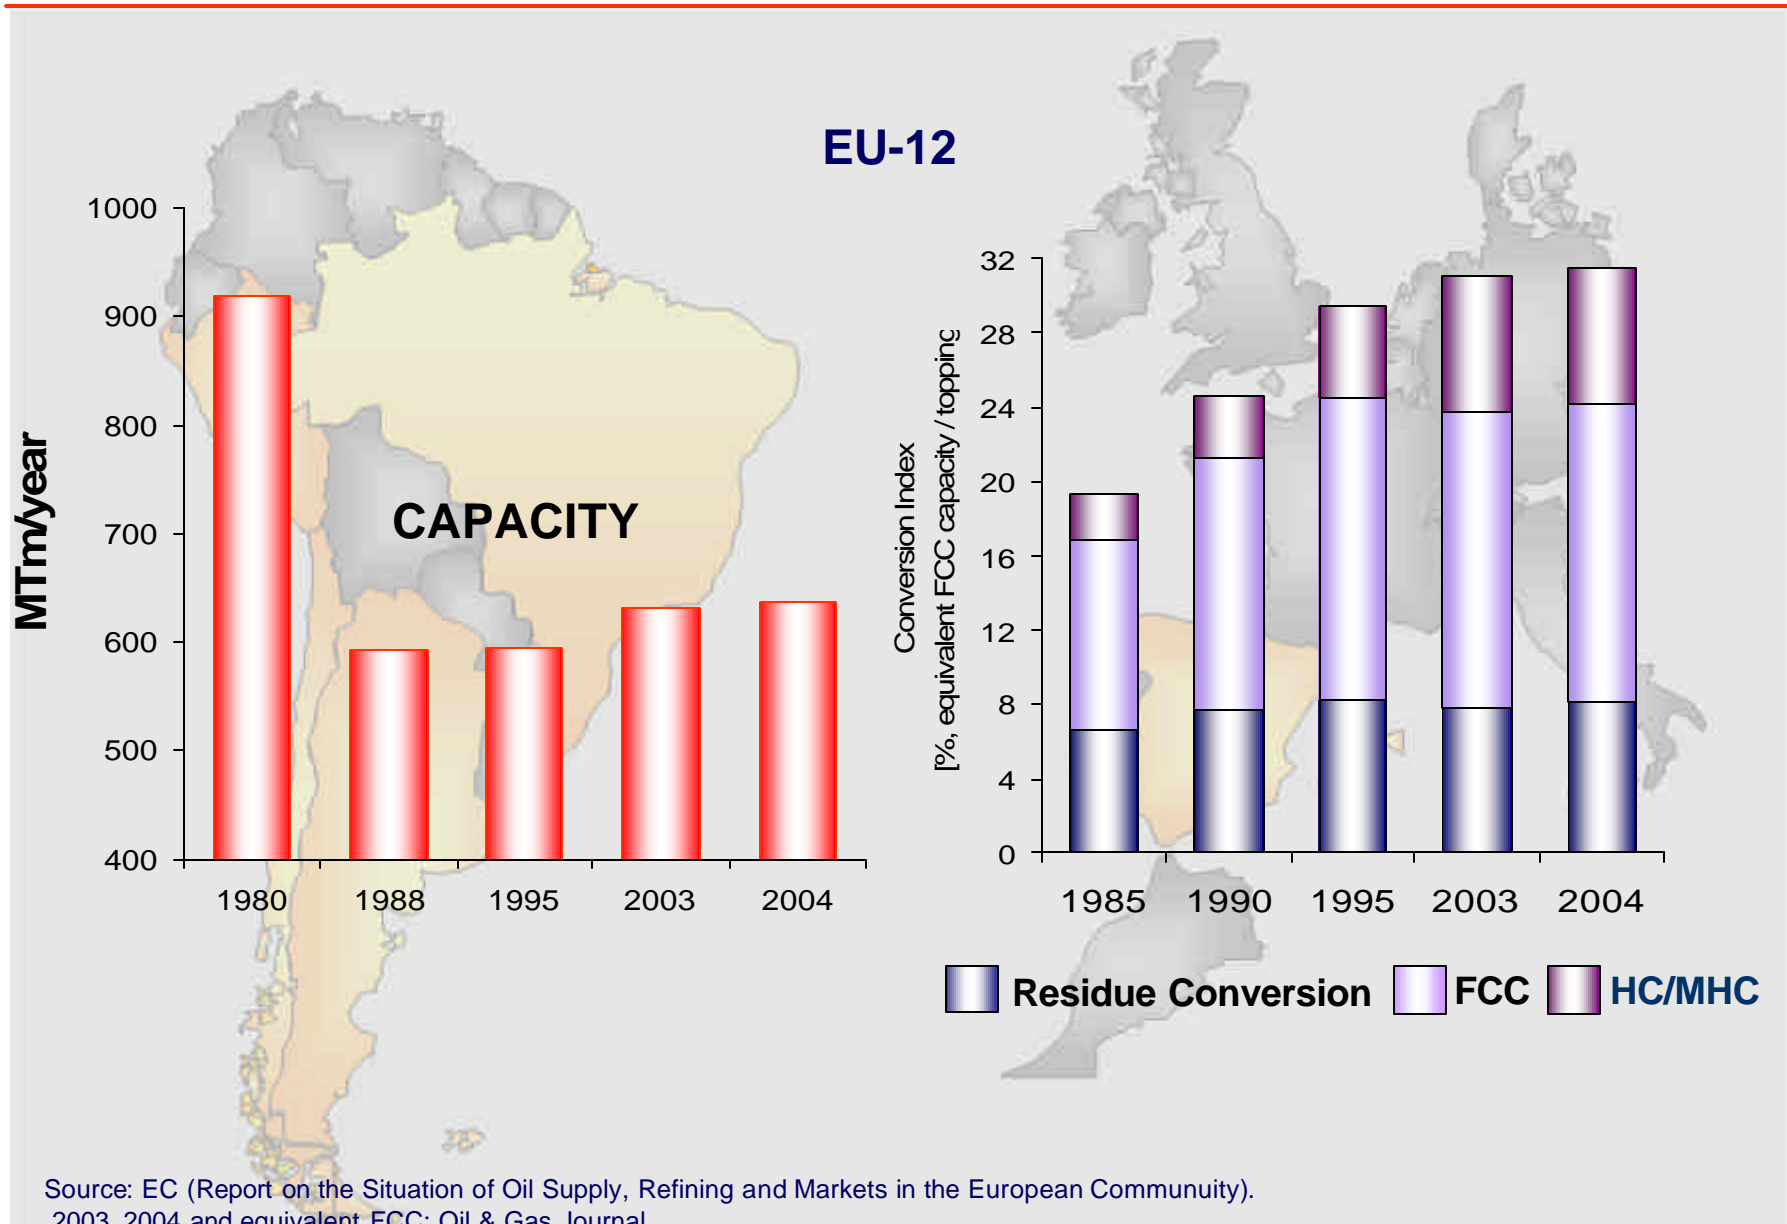 EU-12
1000
900
800
700
600
500
400
MTm/year
CAPACITY
1980 1988 1995 2003 2004
32
28
24
20
16
12
8
4
0
Conversion Index
[%, equivalent FCC capacity / topping
1985 1990 1995 2003 2004
Residue Conversion FCC HC/MHC
Source: EC (Report on the Situation of Oil Supply, Refining and Markets in the European Communuity).
2003, 2004 and equivalent FCC: Oil & Gas Journal